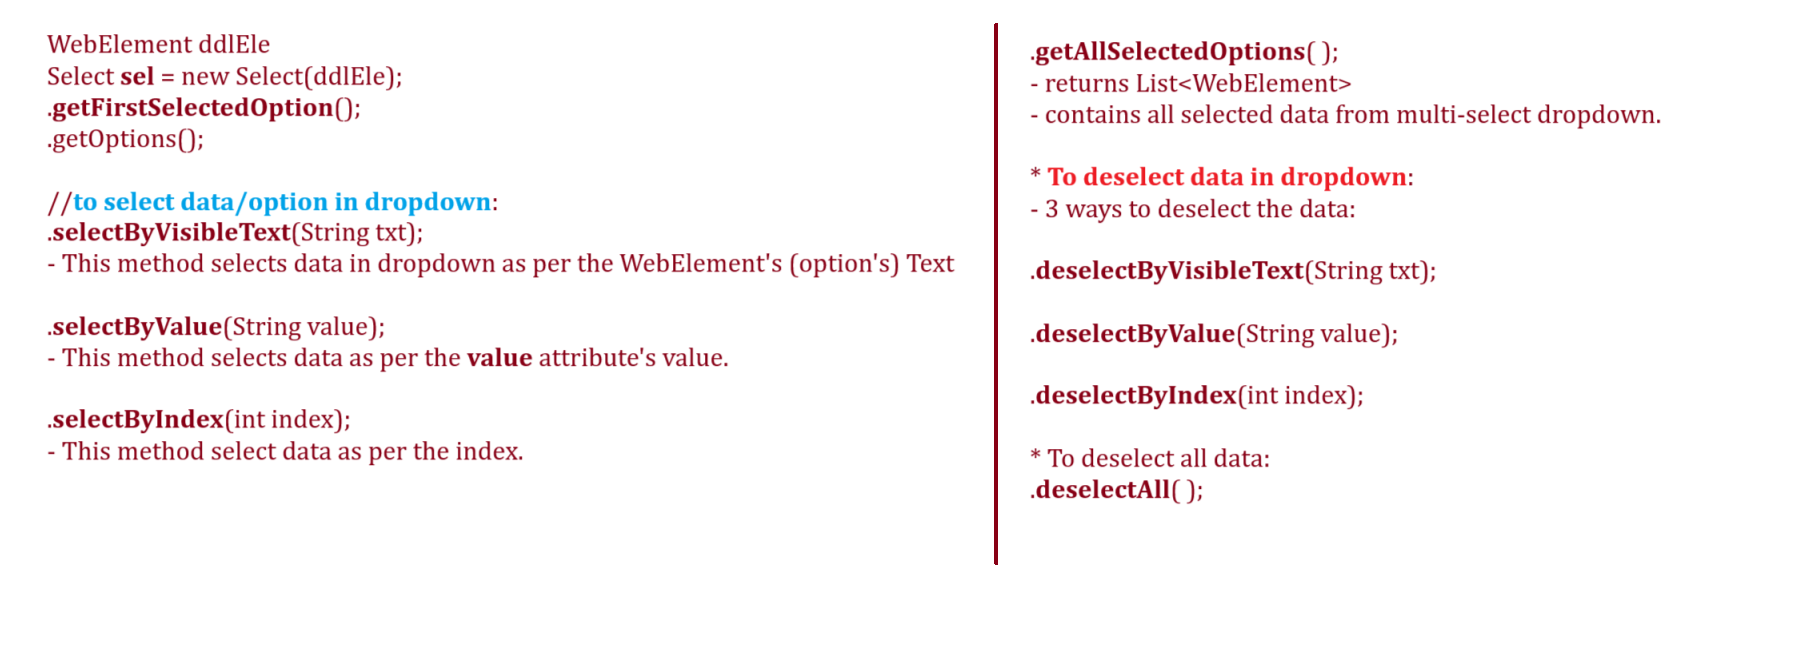 WebElement ddlEle
Select sel = new Select(ddlEle);
.getFirstSelectedOption();
.getOptions();
//to select data/option in dropdown:
.selectByVisibleText(String txt);
- This method selects data in dropdown as per the WebElement's (option's) Text
.selectByValue(String value);
- This method selects data as per the value attribute's value.
.selectByIndex(int index);
- This method select data as per the index.
.getAllSelectedOptions( );
- returns List<WebElement>
- contains all selected data from multi-select dropdown.
* To deselect data in dropdown:
- 3 ways to deselect the data:
.deselectByVisibleText(String txt);
.deselectByValue(String value);
.deselectByIndex(int index);
* To deselect all data:
.deselectAll( );